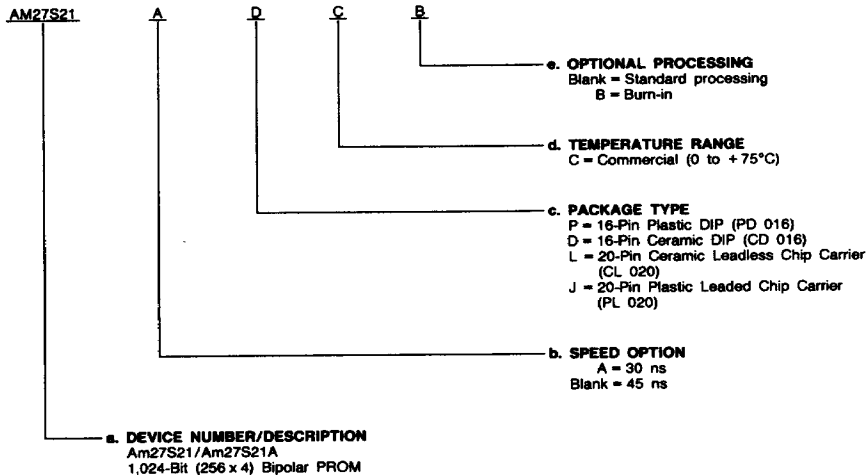 AM27S21 A D C B
e. OPTIONAL PROCESSING
Blank = Standard processing
B = Burn-in
d. TEMPERATURE RANGE
C = Commercial (0 to +75°C)
c. PACKAGE TYPE
P = 16-Pin Plastic DIP (PD 016)
D = 16-Pin Ceramic DIP (CD 016)
L = 20-Pin Ceramic Leadless Chip Carrier
(CL 020)
J = 20-Pin Plastic Leaded Chip Carrier
(PL 020)
b. SPEED OPTION
A = 30 ns
Blank = 45 ns
a. DEVICE NUMBER/DESCRIPTION
Am27S21/Am27S21A
1,024-Bit (256 x 4) Bipolar PROM